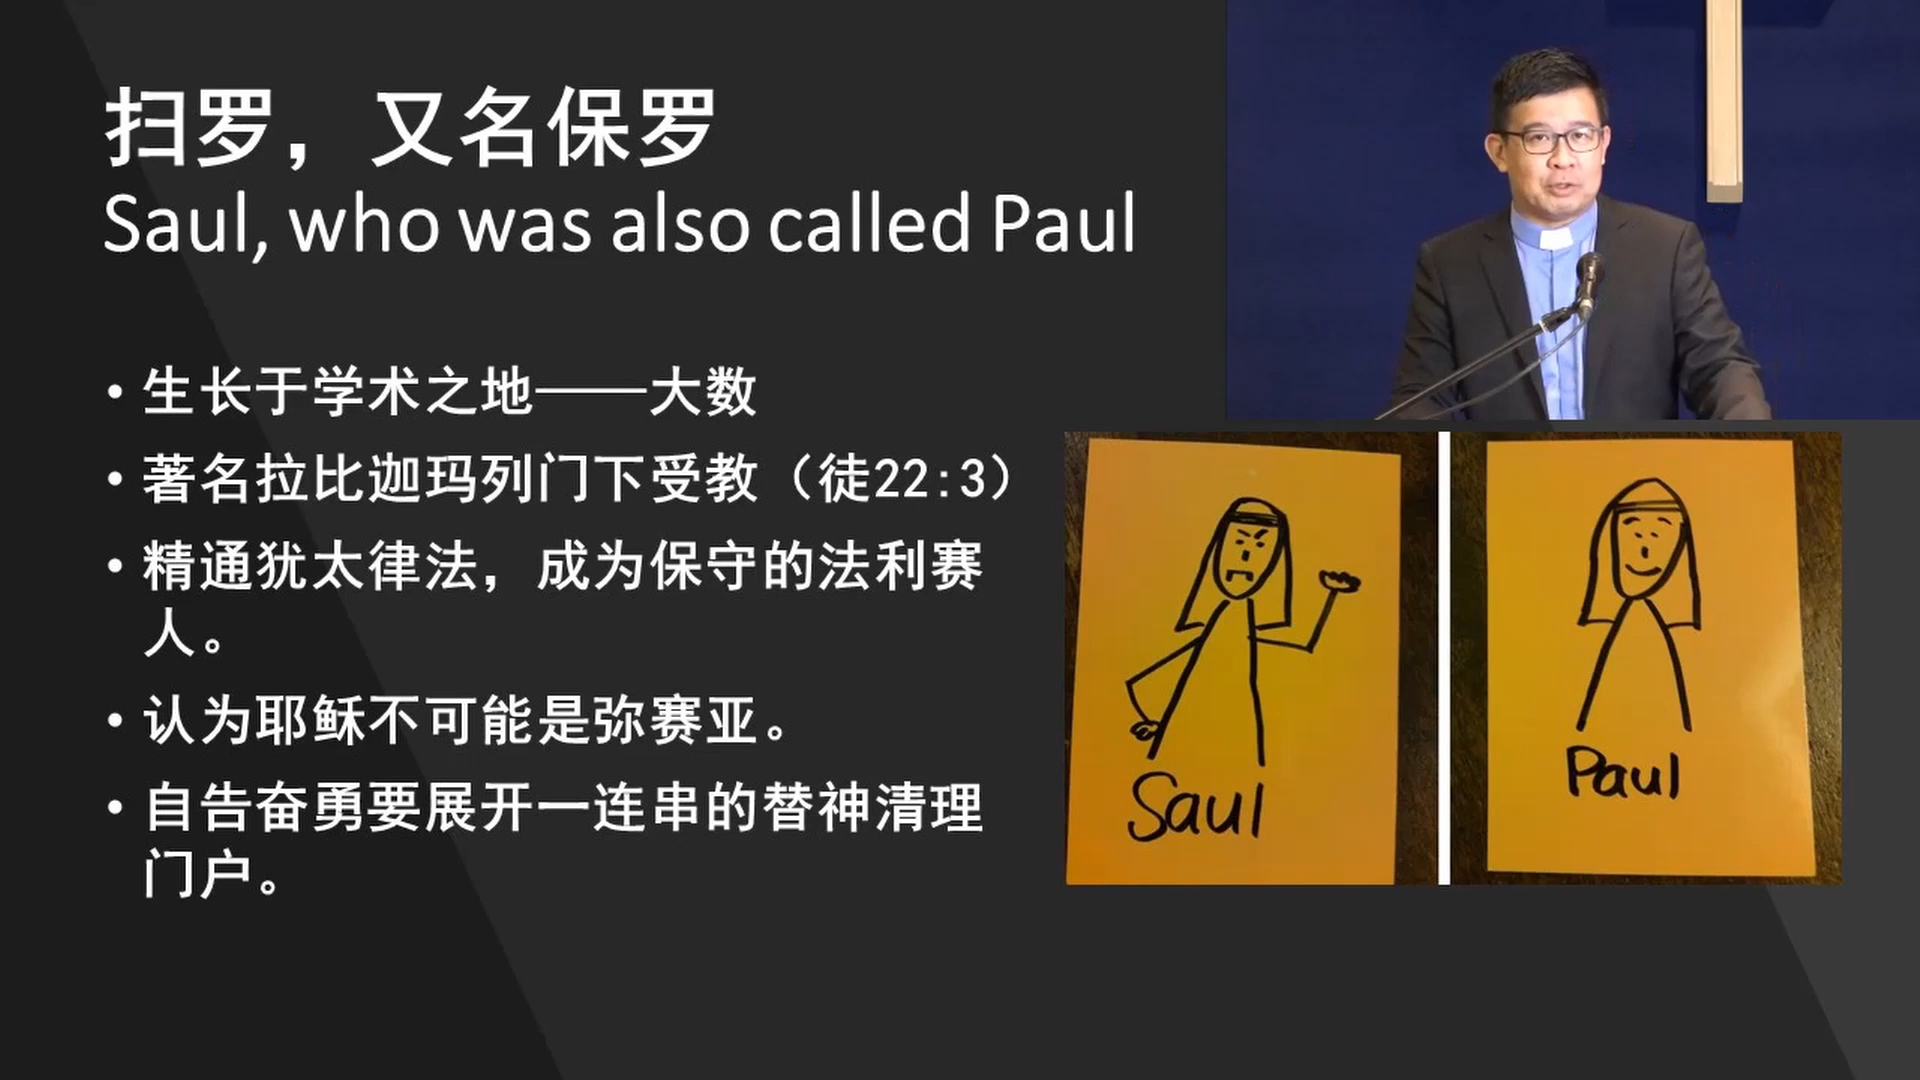 扫罗，又名保罗
Saul, who was also called Paul
• 生长于学术之地——大数
• 著名拉比迦玛列门下受教（徒22:3）
• 精通犹太律法，成为保守的法利赛
人。
• 认为耶稣不可能是弥赛亚。
• 自告奋勇要展开一连串的替神清理
门户。
Saul
Paul